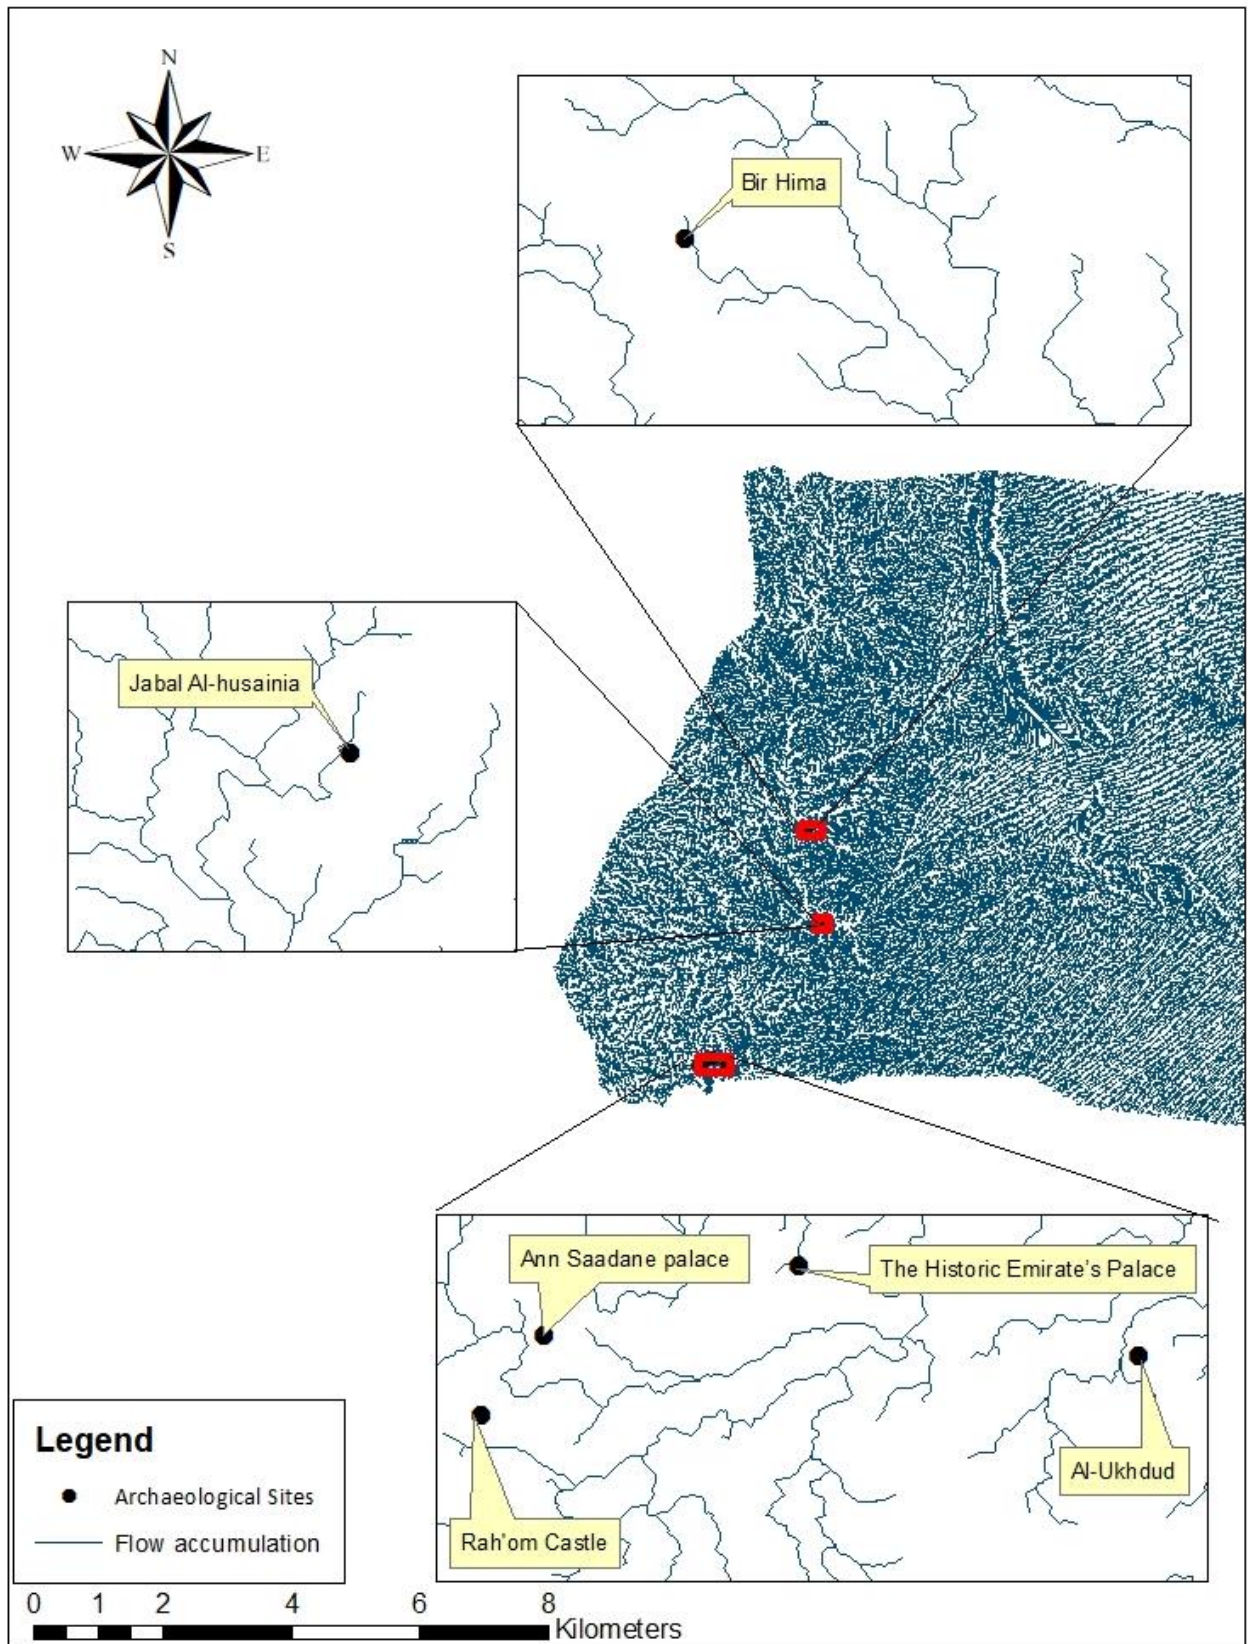 N
W E
S
Bir Hima
Jabal Al-husainia
Ann Saadane palace
The Historic Emirate's Palace
Al-Ukhdud
Rah'om Castle
Legend
Archaeological Sites
Flow accumulation
0 1 2 4 6 8
Kilometers